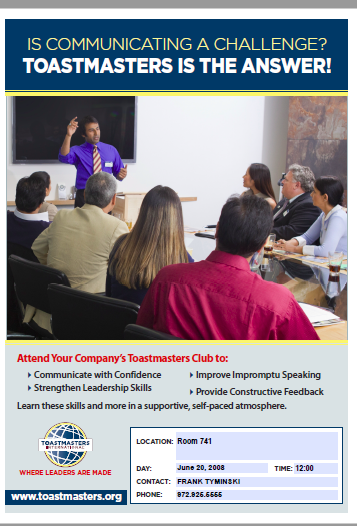 IS COMMUNICATING A CHALLENGE?
TOASTMASTERS IS THE ANSWER!
Attend Your Company's Toastmasters Club to:
Communicate with Confidence
Strengthen Leadership Skills
Improve Impromptu Speaking
Provide Constructive Feedback
Learn these skills and more in a supportive, self-paced atmosphere.
TOASTMASTERS
INTERNATIONAL
WHERE LEADERS ARE MADE
www.toastmasters.org
LOCATION: Room 741
DAY: June 20, 2008 TIME: 12:00
CONTACT: FRANK TYMINSKI
PHONE: 972.926.5555